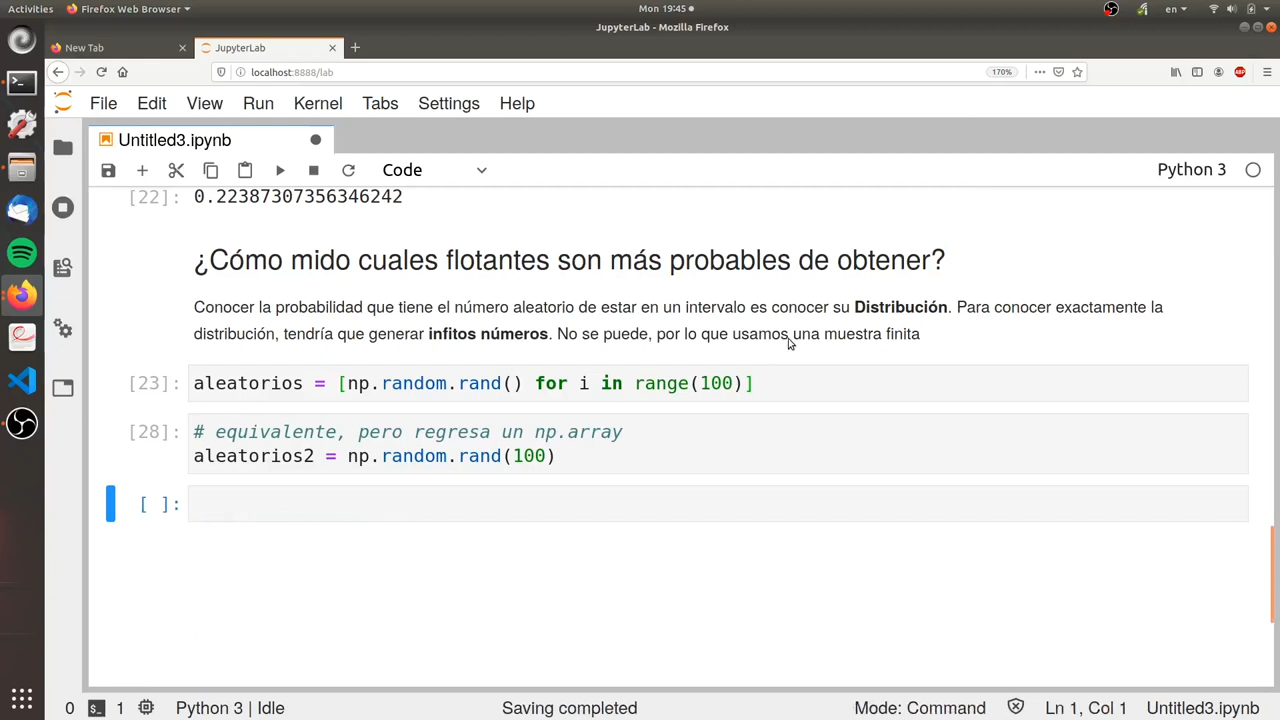 Activities Firefox Web Browser Mon 19:45 en
JupyterLab - Mozilla Firefox
New Tab JupyterLab
localhost:8888/lab 170% ABP
File Edit View Run Kernel Tabs Settings Help
Untitled3.ipynb
Code Python 3
[22]: 0.22387307356346242
¿Cómo mido cuales flotantes son más probables de obtener?
Conocer la probabilidad que tiene el número aleatorio de estar en un intervalo es conocer su Distribución. Para conocer exactamente la
distribución, tendría que generar infitos números. No se puede, por lo que usamos una muestra finita
[23]: aleatorios = [np.random.rand() for i in range(100)]
[28]: # equivalente, pero regresa un np.array
aleatorios2 = np.random.rand(100)
[ ]:
0 1 Python 3 | Idle Saving completed Mode: Command Ln 1, Col 1 Untitled3.ipynb